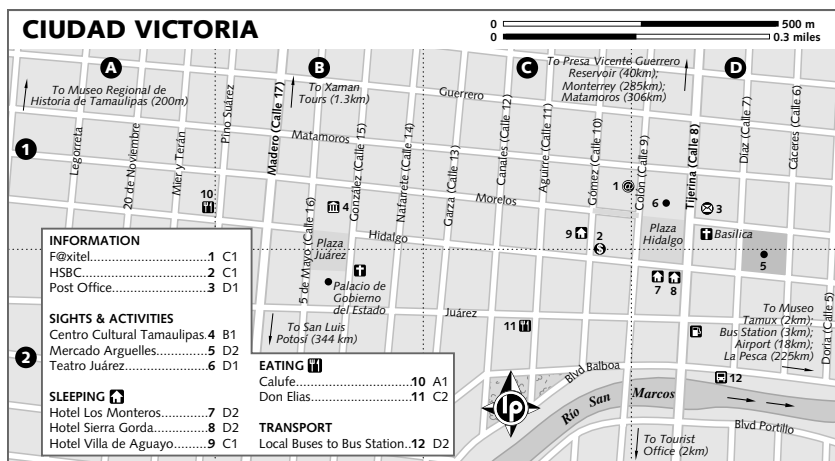 CIUDAD VICTORIA
0 500 m
0 0.3 miles
A
B
C
D
1
2
To Museo Regional de
Historia de Tamaulipas (200m)
To Xaman
Tours (1.3km)
To Presa Vicente Guerrero
Reservoir (40km);
Monterrey (285km);
Matamoros (306km)
Legorreta
20 de Noviembre
Mier y Terán
Pino Suárez
Madero (Calle 17)
5 de Mayo (Calle 16)
González (Calle 15)
Nafarrete (Calle 14)
Garza (Calle 13)
Canales (Calle 12)
Aguirre (Calle 11)
Gómez (Calle 10)
Colón (Calle 9)
Tijerina (Calle 8)
Díaz (Calle 7)
Cáceres (Calle 6)
Doria (Calle 5)
Guerrero
Matamoros
Morelos
Hidalgo
Juárez
Blvd Balboa
Río San Marcos
Blvd Portillo
10
4
1 @
6
3
9
2
$
5
7
8
11
12
Plaza
Juárez
Palacio de
Gobierno
del Estado
Plaza
Hidalgo
Basílica
To San Luis
Potosí (344 km)
To Museo
Tamux (2km);
Bus Station (3km);
Airport (18km);
La Pesca (225km)
To Tourist
Office (2km)
lp
INFORMATION
F@xitel....................1 C1
HSBC....................2 C1
Post Office....................3 D1
SIGHTS & ACTIVITIES
Centro Cultural Tamaulipas.4 B1
Mercado Arguelles..............5 D2
Teatro Juárez....................6 D1
SLEEPING
Hotel Los Monteros............7 D2
Hotel Sierra Gorda..............8 D2
Hotel Villa de Aguayo.........9 C1
EATING
Calufe..............................10 A1
Don Elias..........................11 C2
TRANSPORT
Local Buses to Bus Station..12 D2